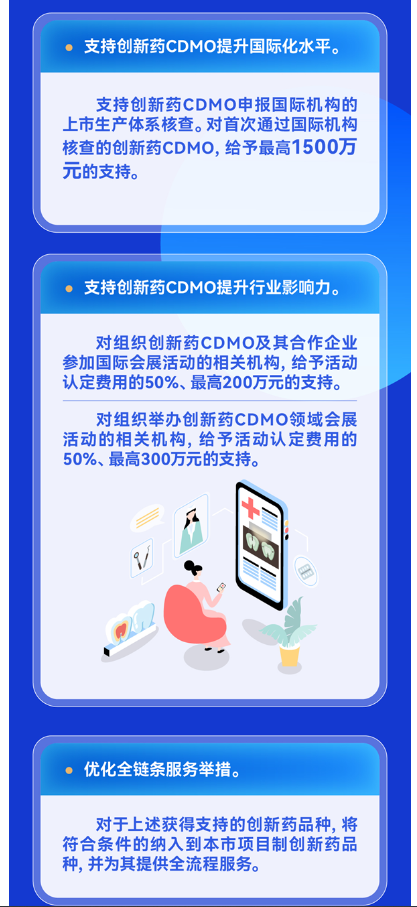 支持创新药CDMO提升国际化水平。
支持创新药CDMO申报国际机构的
上市生产体系核查。对首次通过国际机构
核查的创新药CDMO, 给予最高1500万
元的支持。
支持创新药CDMO提升行业影响力。
对组织创新药CDMO及其合作企业
参加国际会展活动的相关机构, 给予活动
认定费用的50%、最高200万元的支持。
对组织举办创新药CDMO领域会展
活动的相关机构, 给予活动认定费用的
50%、最高300万元的支持。
优化全链条服务举措。
对于上述获得支持的创新药品种, 将
符合条件的纳入到本市项目制创新药品
种, 并为其提供全流程服务。